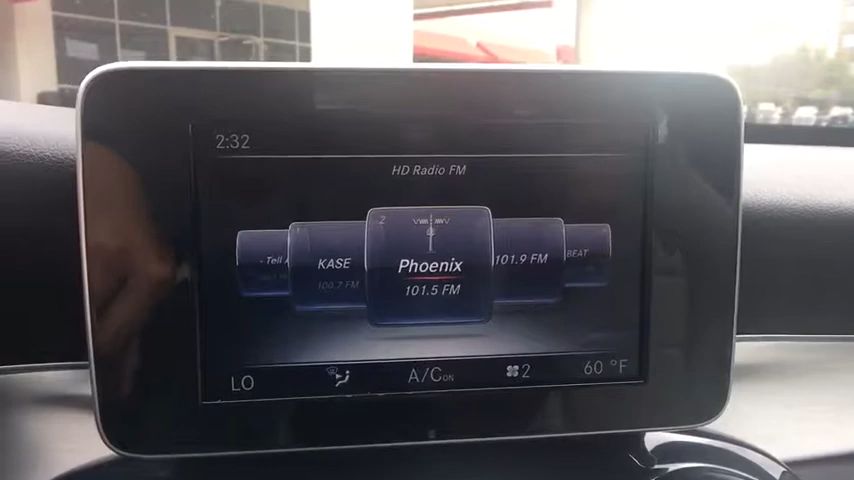 2:32
HD Radio FM
Tell
KASE
100.7 FM
2
Phoenix
101.5 FM
101.9 FM
BEAT
LO
A/C ON
2
60 °F